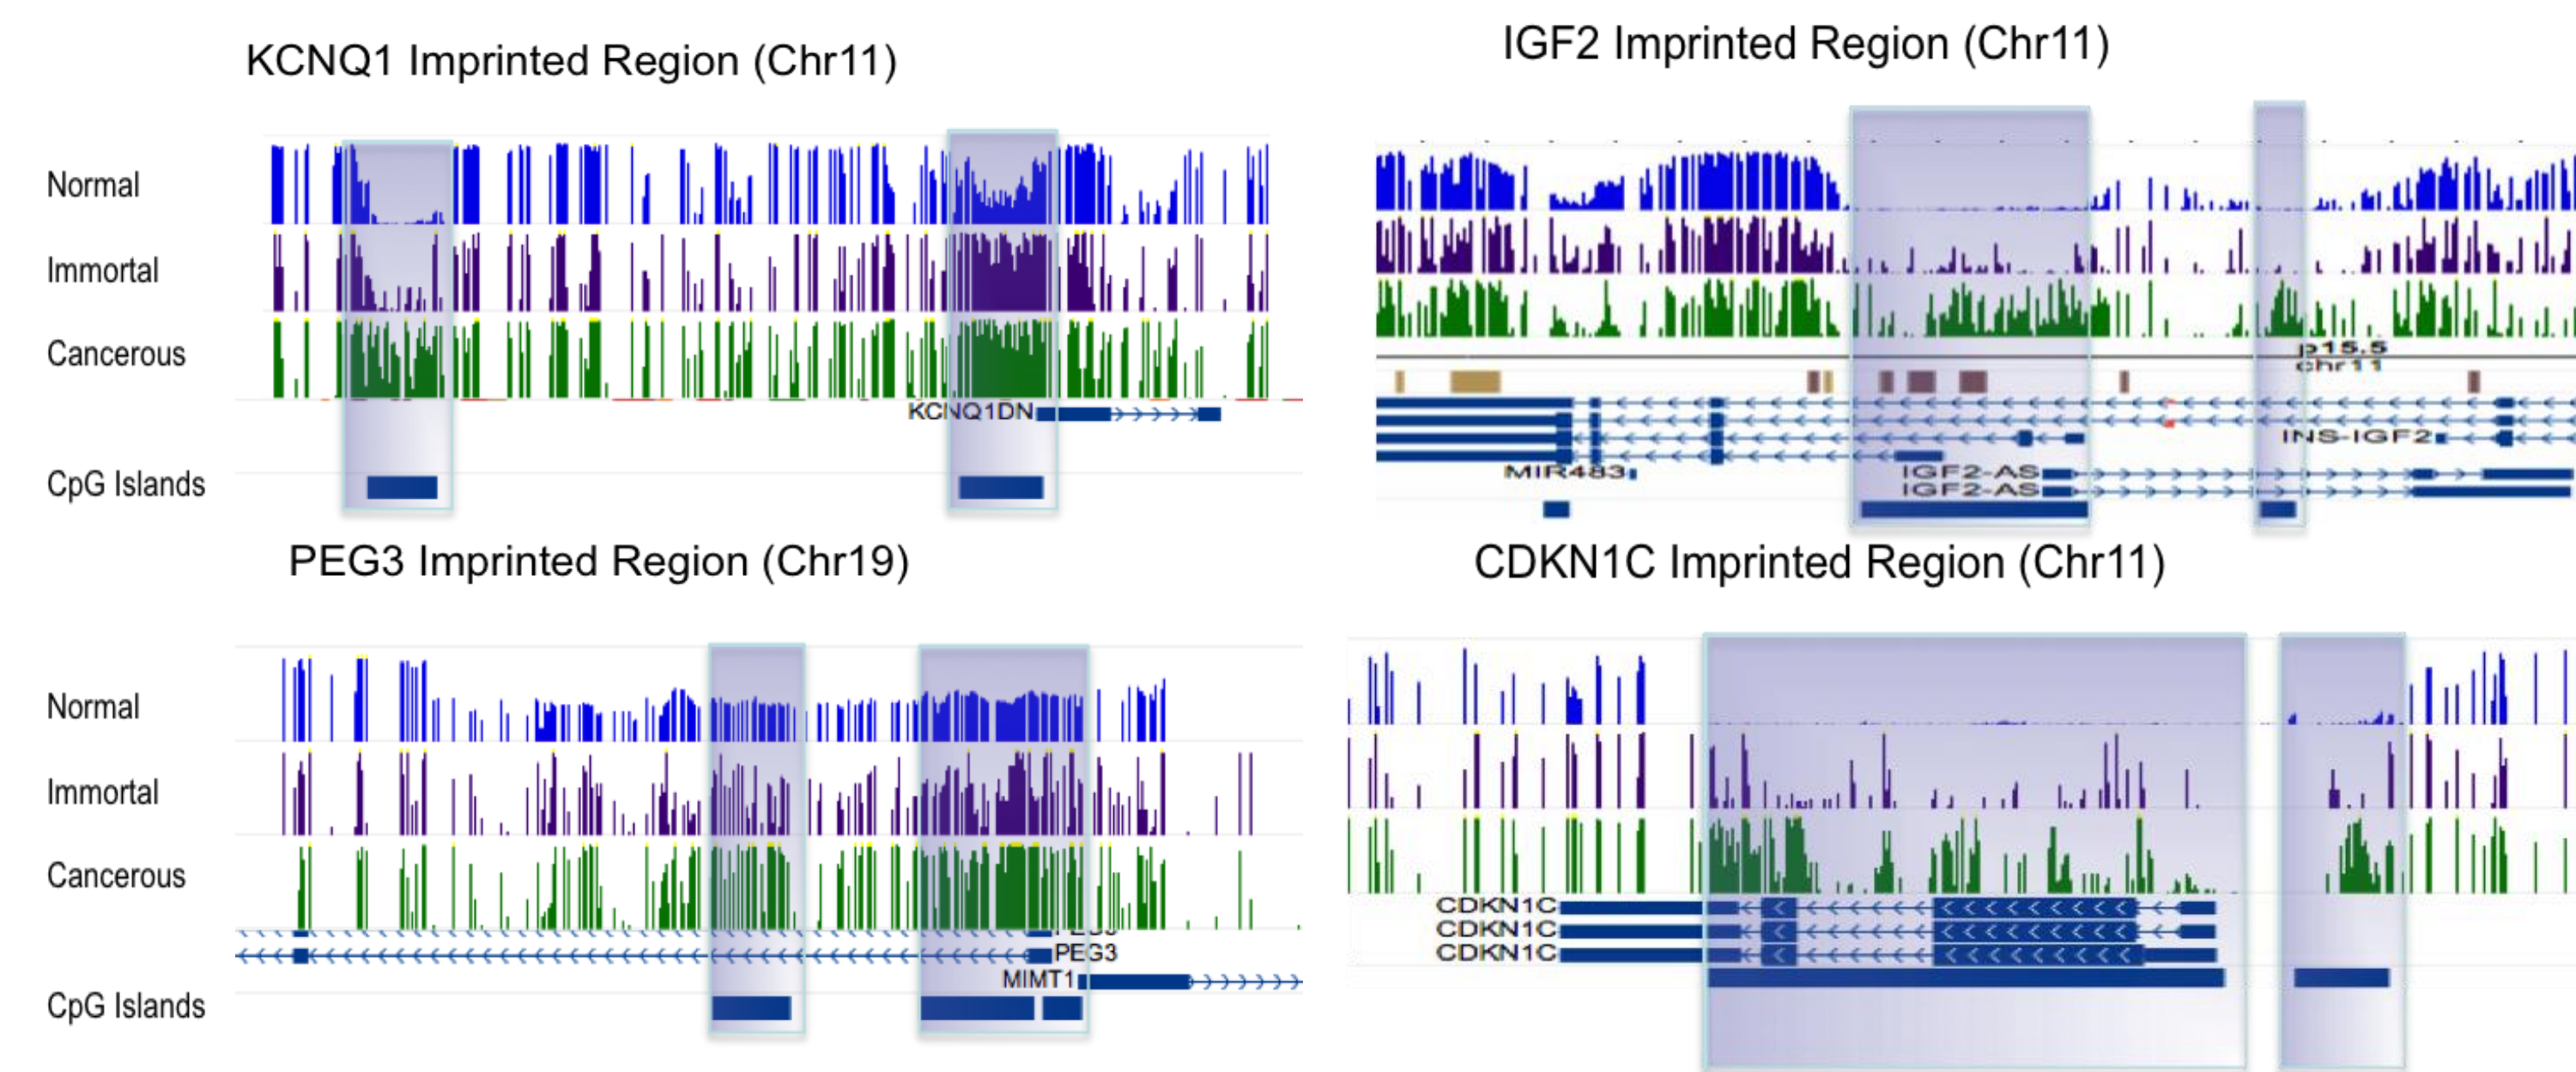 KCNQ1 Imprinted Region (Chr11)
Normal
Immortal
Cancerous
KCNQ1DN
CpG Islands
IGF2 Imprinted Region (Chr11)
p15.5
chr11
INS-IGF2
MIR483
IGF2-AS
IGF2-AS
PEG3 Imprinted Region (Chr19)
Normal
Immortal
Cancerous
PEG3
PEG3
MIMT1
CpG Islands
CDKN1C Imprinted Region (Chr11)
CDKN1C
CDKN1C
CDKN1C